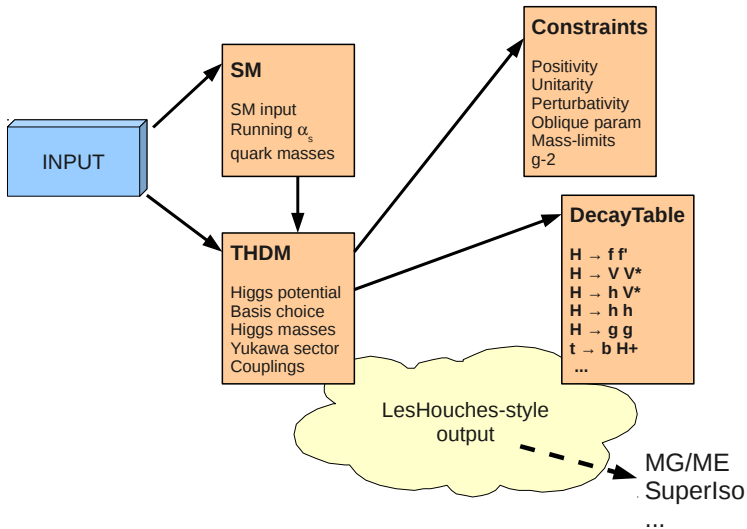 INPUT
SM
SM input
Running αs
quark masses
THDM
Higgs potential
Basis choice
Higgs masses
Yukawa sector
Couplings
Constraints
Positivity
Unitarity
Perturbativity
Oblique param
Mass-limits
g-2
DecayTable
H → f f'
H → V V*
H → h V*
H → h h
H → g g
t → b H+
...
LesHouches-style
output
MG/ME
SuperIso
...